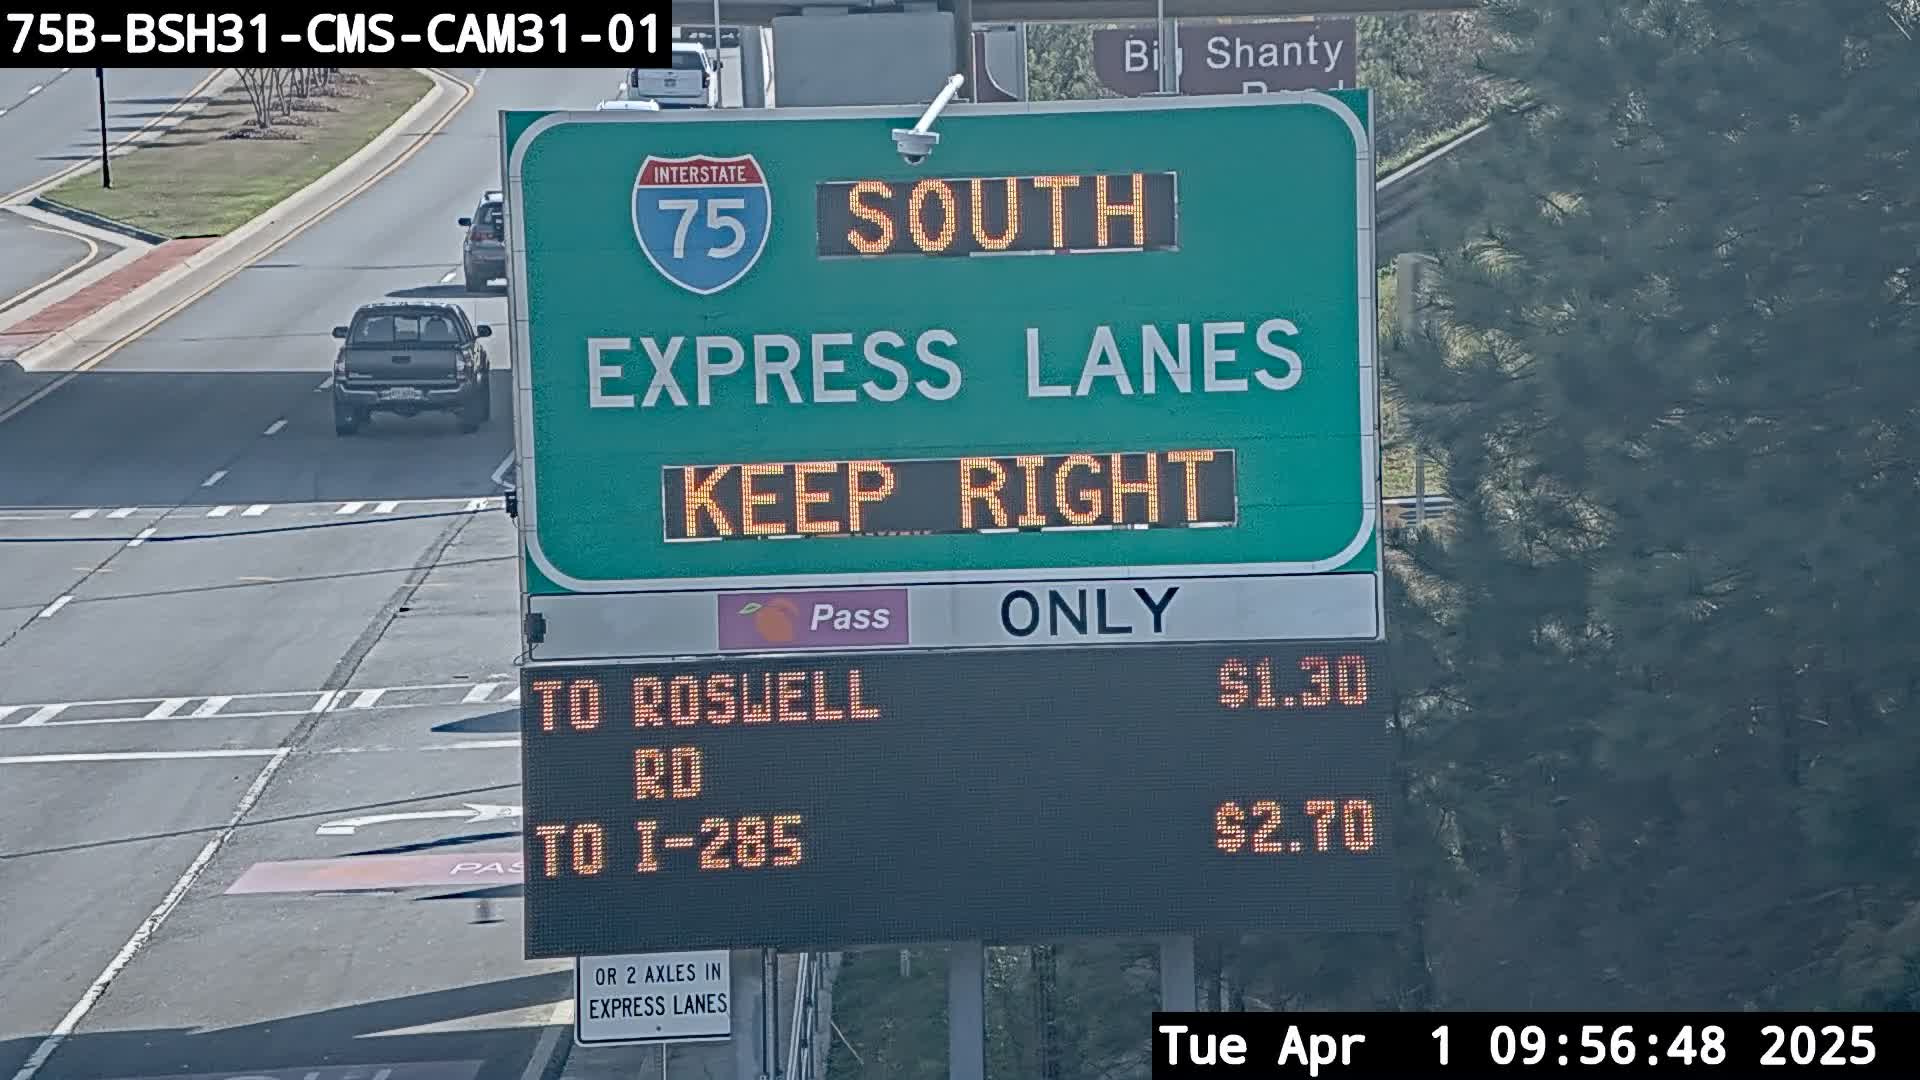 75B-BSH31-CMS-CAM31-01
Big Shanty
Road
INTERSTATE
75
SOUTH
EXPRESS LANES
KEEP RIGHT
Pass ONLY
TO ROSWELL $1.30
RD
TO I-285 $2.70
PAS
OR 2 AXLES IN
EXPRESS LANES
Tue Apr 1 09:56:48 2025